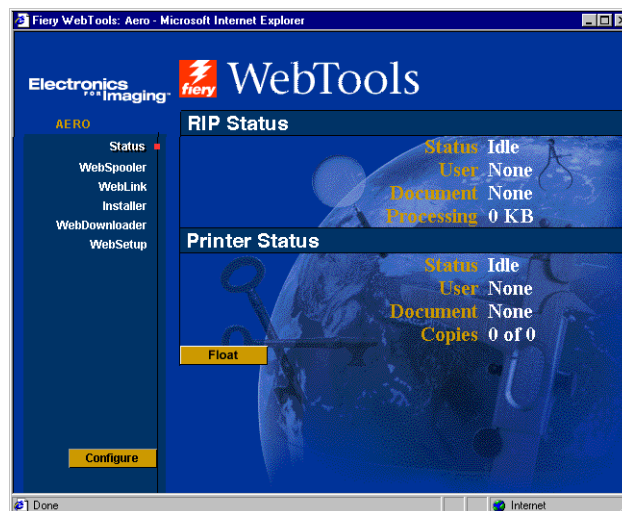 Fiery WebTools: Aero - Microsoft Internet Explorer
Electronics
FOR Imaging
fiery
WebTools
AERO
Status
WebSpooler
WebLink
Installer
WebDownloader
WebSetup
Configure
RIP Status
Status Idle
User None
Document None
Processing 0 KB
Printer Status
Status Idle
User None
Document None
Copies 0 of 0
Float
Done
Internet